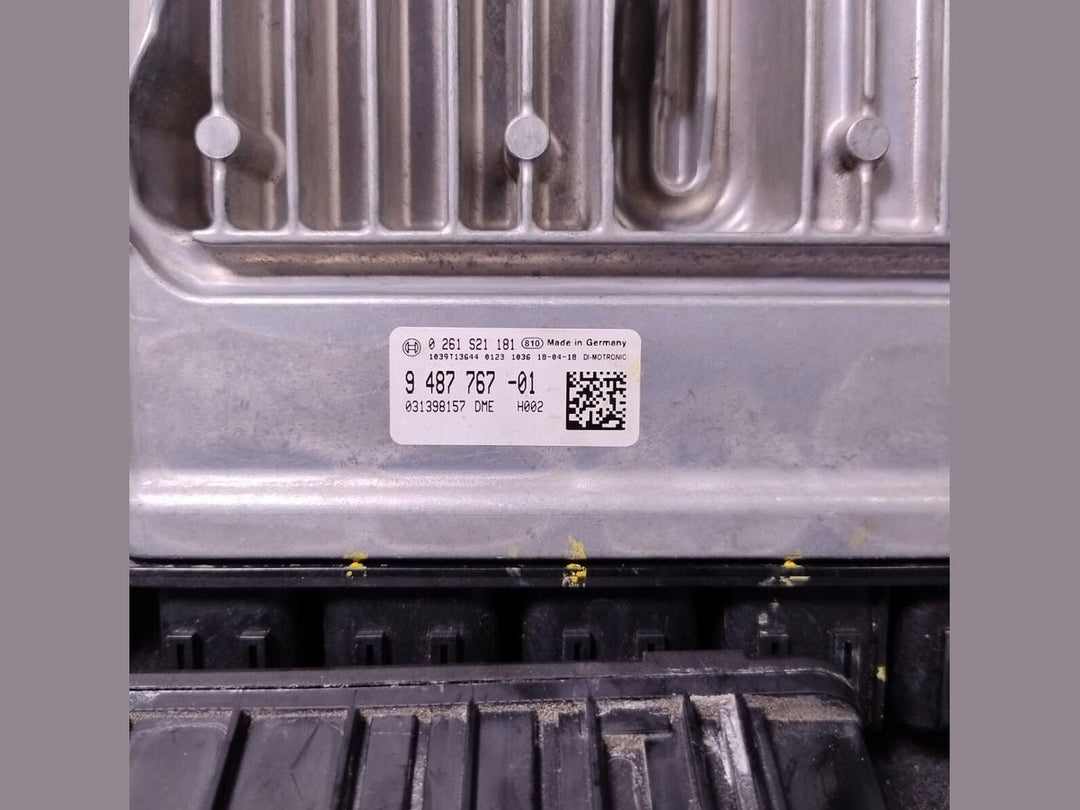 0 261 S21 181 810 Made in Germany
1039T13644 0123 1036 18-04-18 DI-MOTRONIC
9 487 767 -01
031398157 DME H002